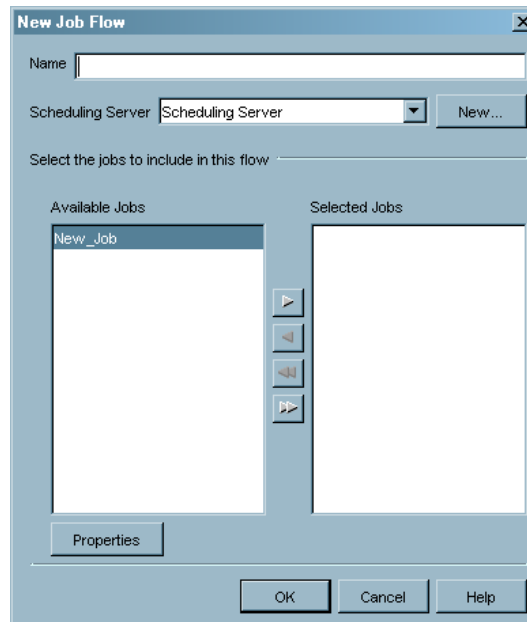 New Job Flow
Name
Scheduling Server Scheduling Server New...
Select the jobs to include in this flow
Available Jobs Selected Jobs
New_Job
Properties
OK Cancel Help